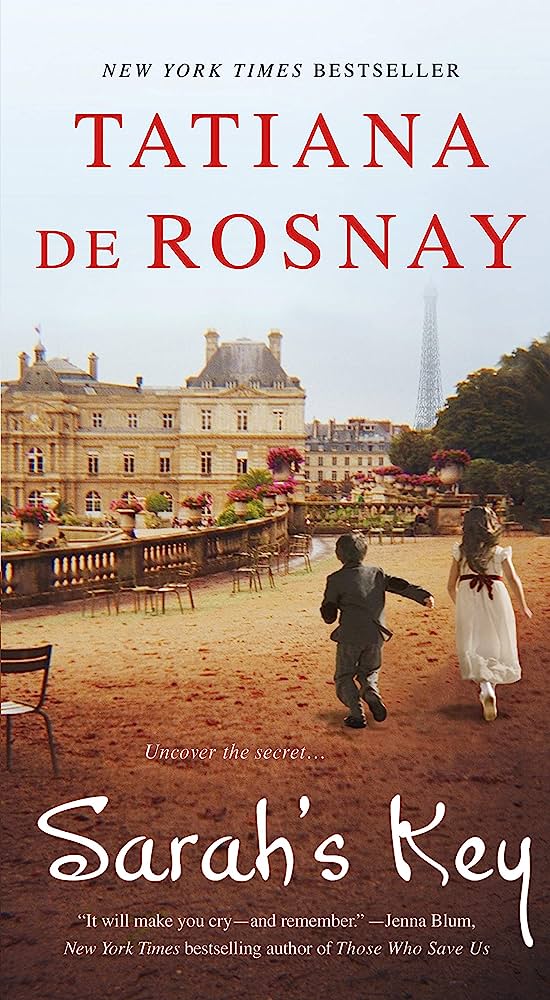 NEW YORK TIMES BESTSELLER
TATIANA
DE ROSNAY
Uncover the secret...
Sarah's Key
“It will make you cry—and remember.” —Jenna Blum,
New York Times bestselling author of Those Who Save Us